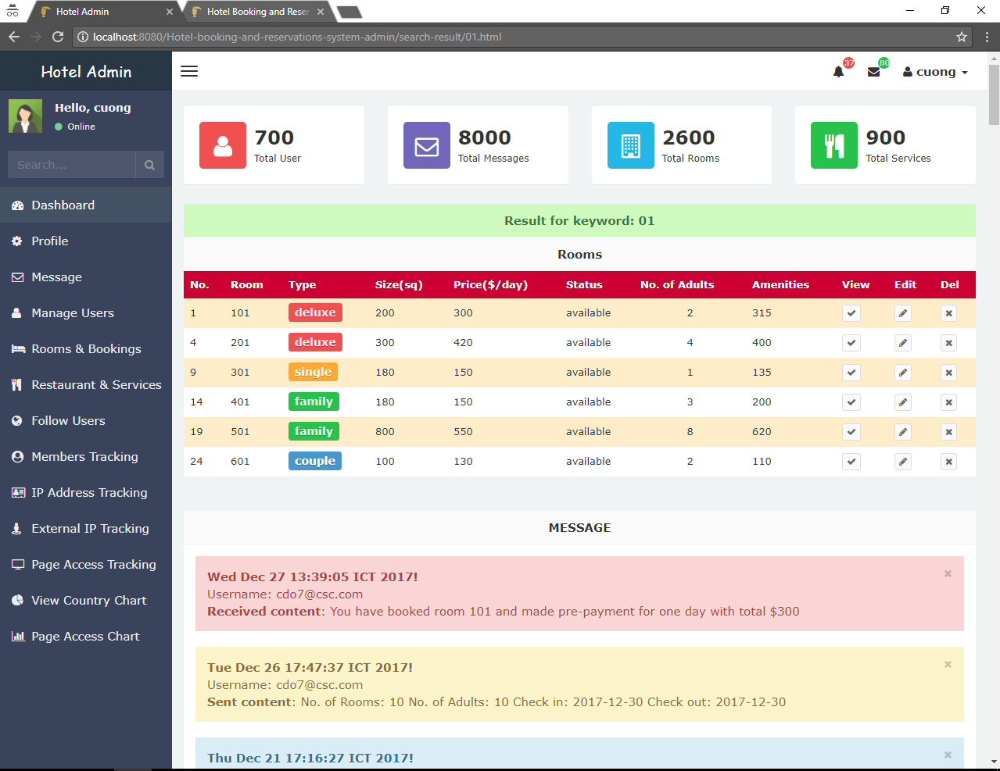 Hotel Admin
Hotel Booking and Reser
localhost:8080/Hotel-booking-and-reservations-system-admin/search-result/01.html
Hotel Admin
37
80
cuong
Hello, cuong
Online
Search...
Dashboard
Profile
Message
Manage Users
Rooms & Bookings
Restaurant & Services
Follow Users
Members Tracking
IP Address Tracking
External IP Tracking
Page Access Tracking
View Country Chart
Page Access Chart
700
Total User
8000
Total Messages
2600
Total Rooms
900
Total Services
Result for keyword: 01
Rooms
No. Room Type Size(sq) Price($/day) Status No. of Adults Amenities View Edit Del
1 101 deluxe 200 300 available 2 315
4 201 deluxe 300 420 available 4 400
9 301 single 180 150 available 1 135
14 401 family 180 150 available 3 200
19 501 family 800 550 available 8 620
24 601 couple 100 130 available 2 110
MESSAGE
Wed Dec 27 13:39:05 ICT 2017!
Username: cdo7@csc.com
Received content: You have booked room 101 and made pre-payment for one day with total $300
Tue Dec 26 17:47:37 ICT 2017!
Username: cdo7@csc.com
Sent content: No. of Rooms: 10 No. of Adults: 10 Check in: 2017-12-30 Check out: 2017-12-30
Thu Dec 21 17:16:27 ICT 2017!